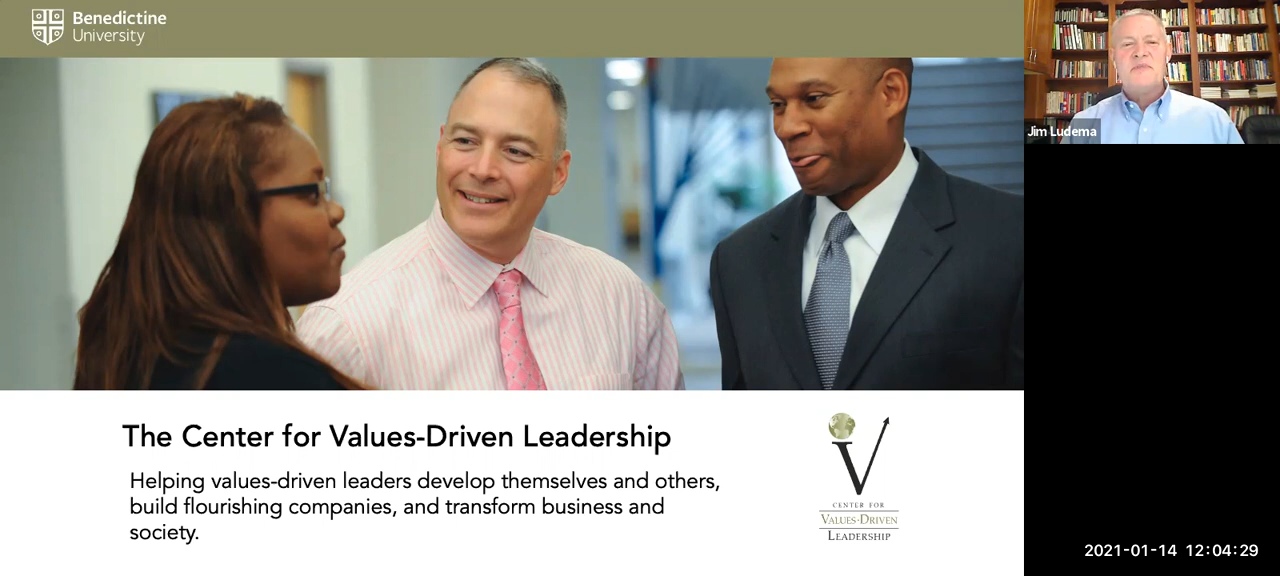 Benedictine
University
Jim Ludema
The Center for Values-Driven Leadership
Helping values-driven leaders develop themselves and others,
build flourishing companies, and transform business and
society.
V
CENTER FOR
VALUES-DRIVEN
LEADERSHIP
2021-01-14 12:04:29